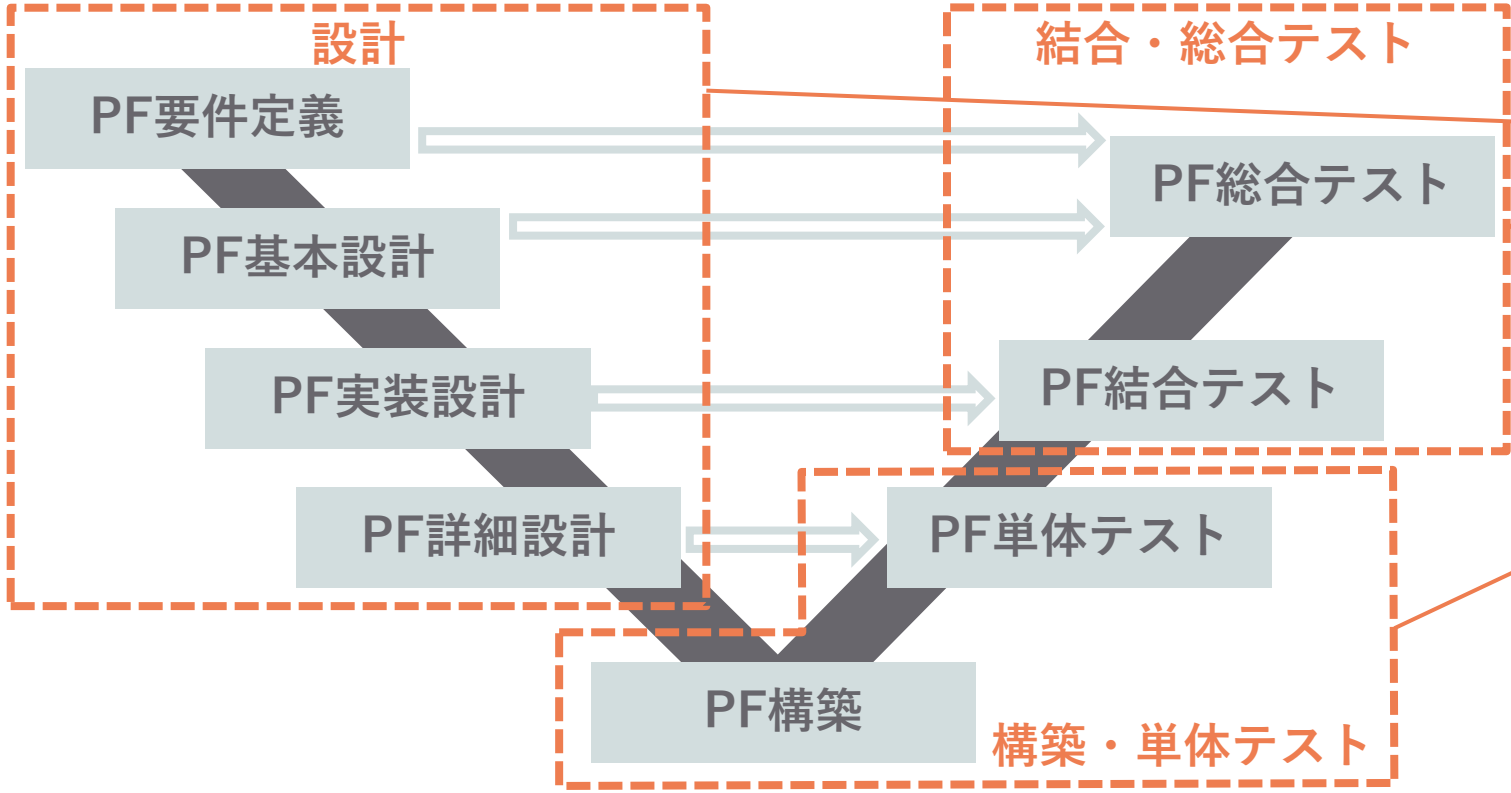 設計
結合・総合テスト
PF要件定義
PF総合テスト
PF基本設計
PF実装設計
PF結合テスト
PF詳細設計
PF単体テスト
PF構築
構築・単体テスト